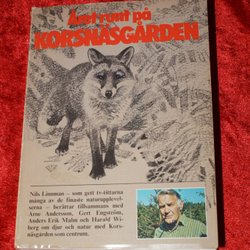 Året runt på
KORSNÄSGÅRDEN
Nils Linnman – som gett tv-tittarna
många av de finaste naturupplevel-
serna – berättar tillsammans med
Arne Andersson, Gert Engström,
Anders Erik Malm och Harald Wi-
berg om djur och natur med Kors-
näsgården som centrum.